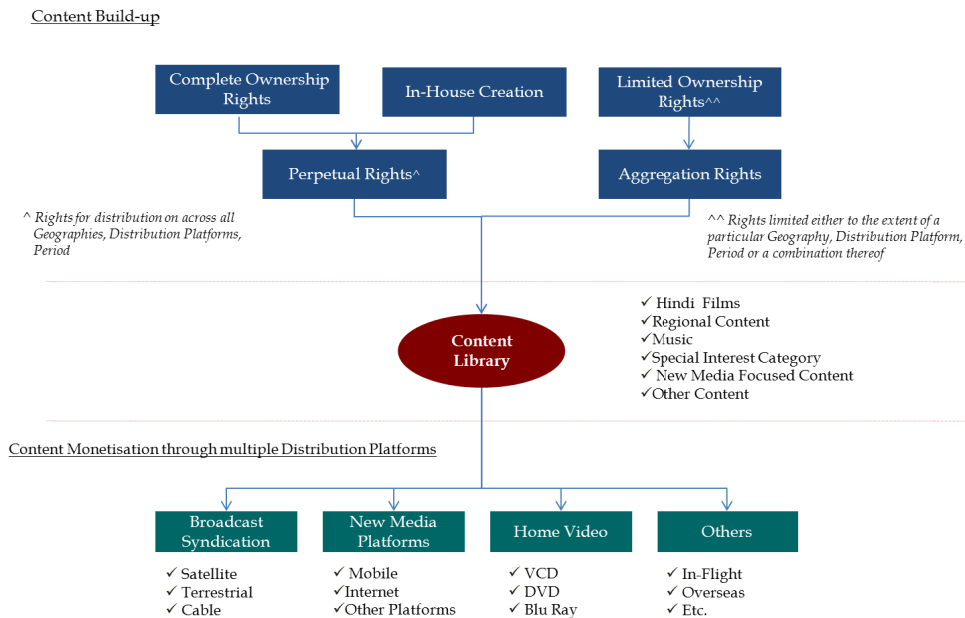 Content Build-up
Complete Ownership
Rights
In-House Creation
Limited Ownership
Rights^^
Perpetual Rights^
Aggregation Rights
^ Rights for distribution on across all
Geographies, Distribution Platforms,
Period
^^ Rights limited either to the extent of a
particular Geography, Distribution Platform,
Period or a combination thereof
Content
Library
✓ Hindi Films
✓Regional Content
✓Music
✓Special Interest Category
✓ New Media Focused Content
✓Other Content
Content Monetisation through multiple Distribution Platforms
Broadcast
Syndication
✓ Satellite
✓ Terrestrial
✓ Cable
New Media
Platforms
✓ Mobile
✓Internet
✓Other Platforms
Home Video
✓ VCD
✓ DVD
✓ Blu Ray
Others
✓ In-Flight
✓ Overseas
✓ Etc.